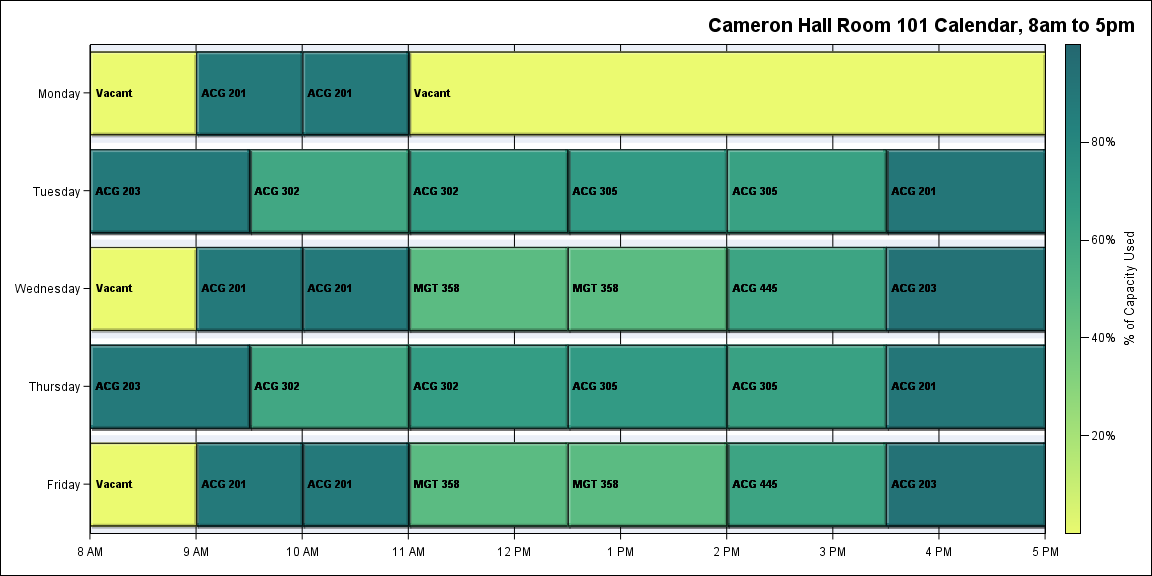 Cameron Hall Room 101 Calendar, 8am to 5pm
Monday
Vacant
ACG 201
ACG 201
Vacant
Tuesday
ACG 203
ACG 302
ACG 302
ACG 305
ACG 305
ACG 201
Wednesday
Vacant
ACG 201
ACG 201
MGT 358
MGT 358
ACG 445
ACG 203
Thursday
ACG 203
ACG 302
ACG 302
ACG 305
ACG 305
ACG 201
Friday
Vacant
ACG 201
ACG 201
MGT 358
MGT 358
ACG 445
ACG 203
8 AM
9 AM
10 AM
11 AM
12 PM
1 PM
2 PM
3 PM
4 PM
5 PM
80%
60%
40%
20%
% of Capacity Used